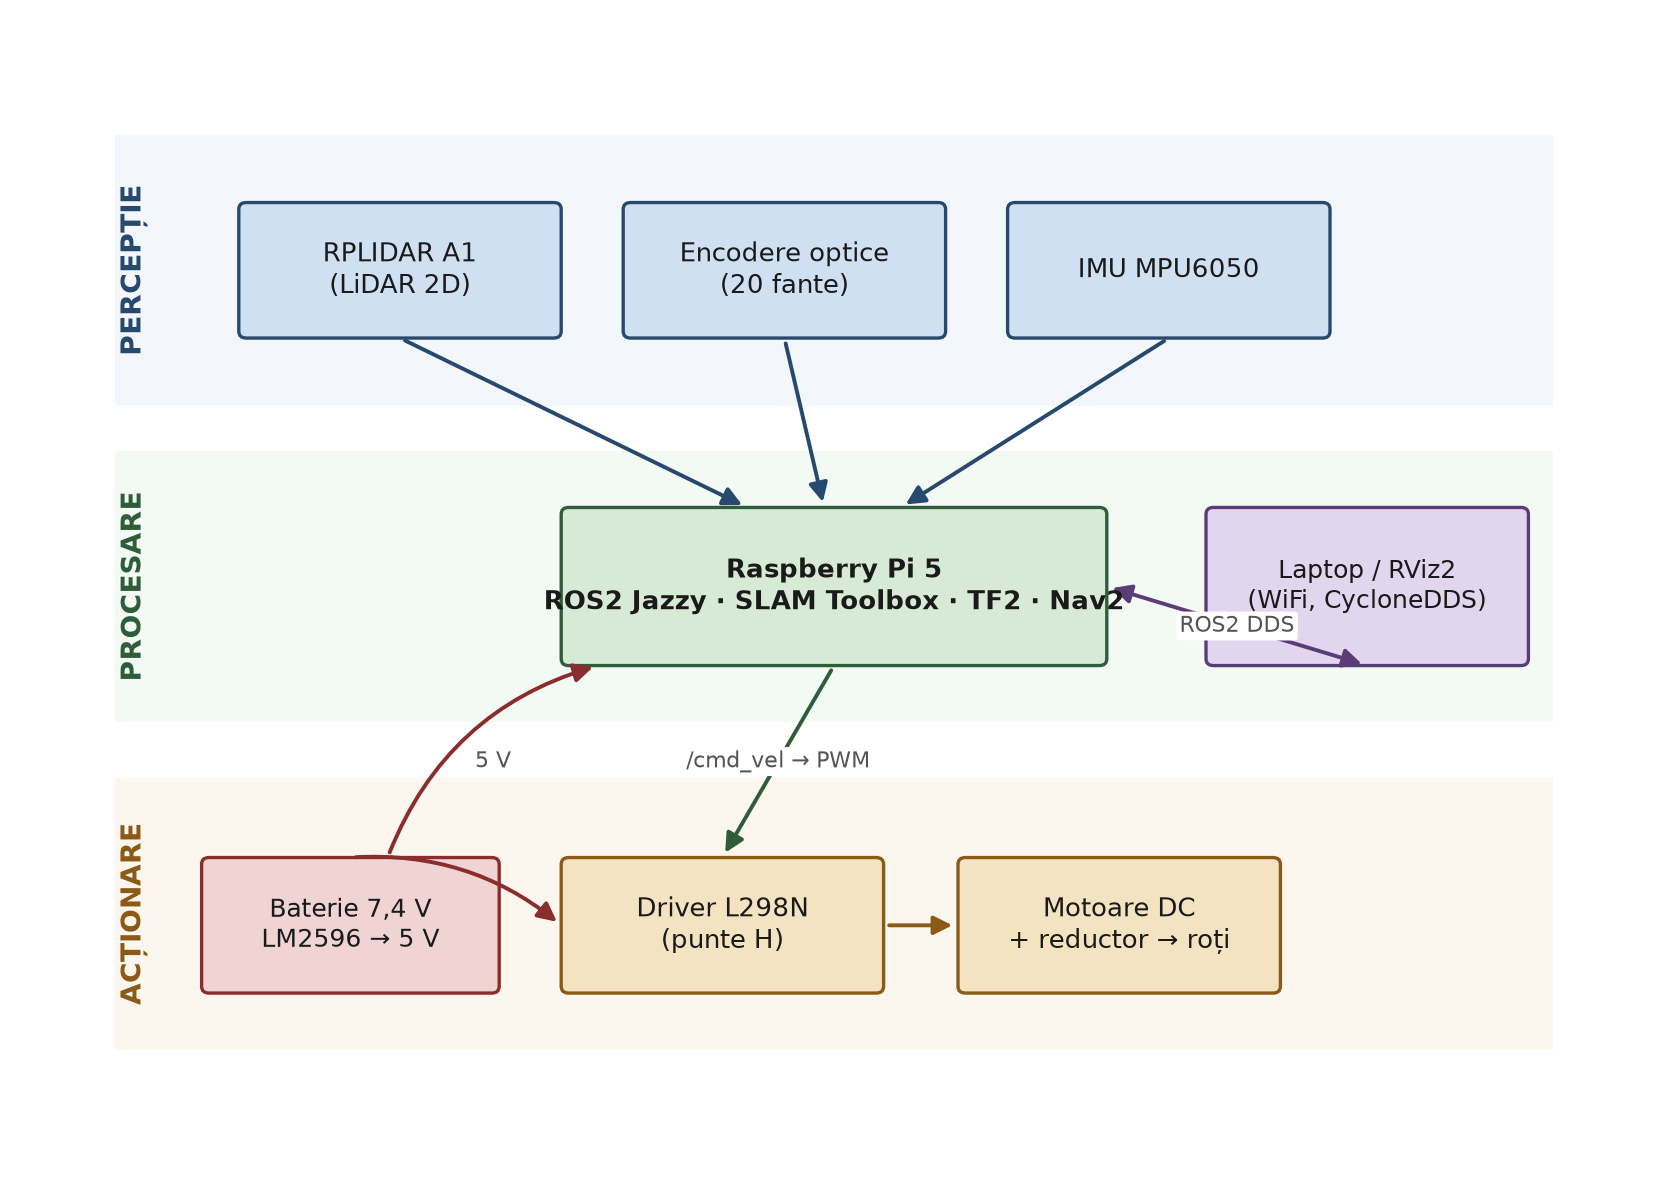 PERCEPȚIE
RPLIDAR A1
(LiDAR 2D)
Encodere optice
(20 fante)
IMU MPU6050
PROCESARE
Raspberry Pi 5
ROS2 Jazzy · SLAM Toolbox · TF2 · Nav2
Laptop / RViz2
(WiFi, CycloneDDS)
ROS2 DDS
5 V
/cmd_vel → PWM
ACȚIONARE
Baterie 7,4 V
LM2596 → 5 V
Driver L298N
(punte H)
Motoare DC
+ reductor → roți